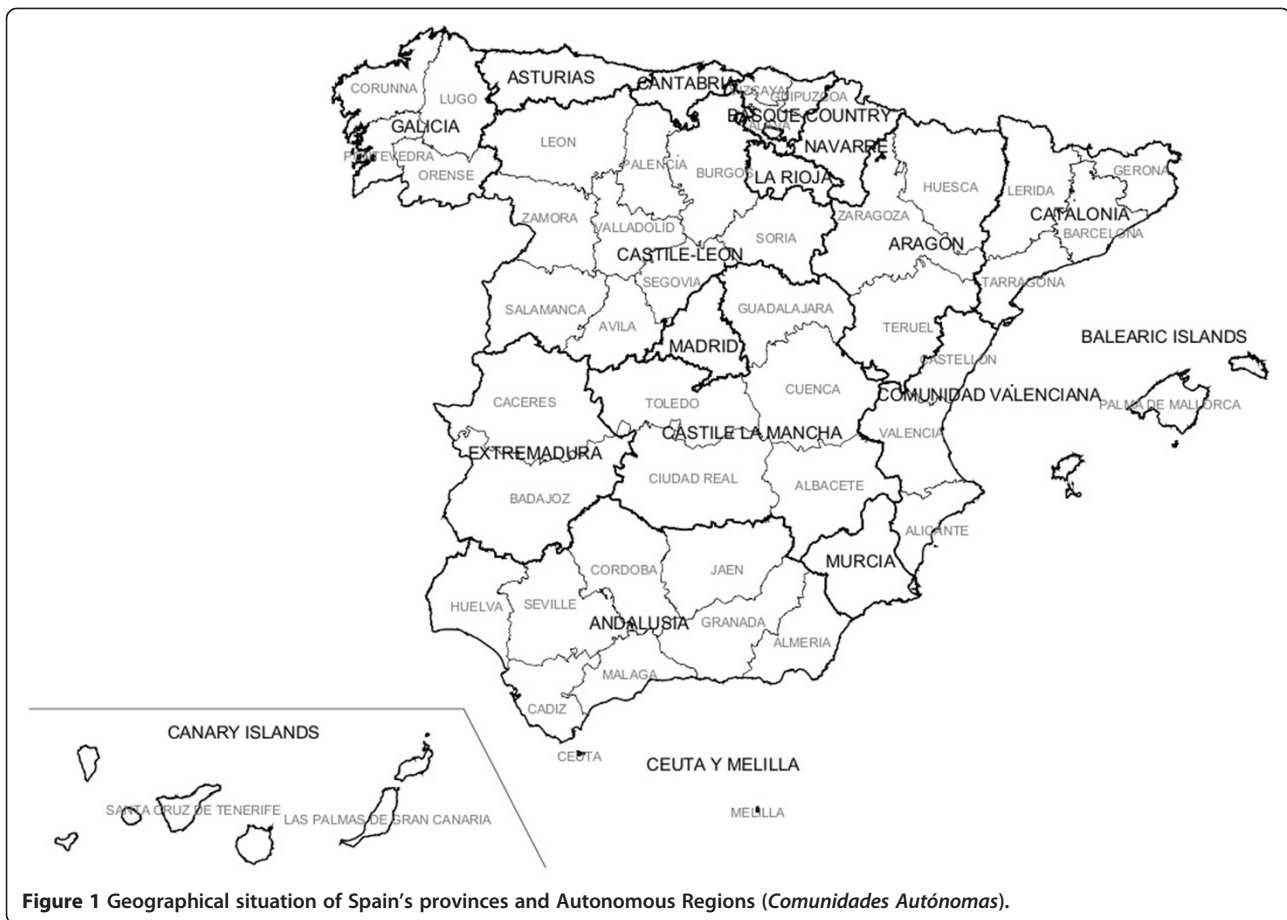 CORUNNA
LUGO
ASTURIAS
CANTABRIA
VIZCAYA
GUIPUZCOA
GALICIA
BASQUE COUNTRY
ALAVA
PONTEVEDRA
ORENSE
LEON
PALENCIA
BURGOS
NAVARRE
LA RIOJA
HUESCA
LERIDA
GERONA
CATALONIA
BARCELONA
ZAMORA
VALLADOLID
SORIA
ZARAGOZA
ARAGON
CASTILE-LEON
SEGOVIA
TARRAGONA
SALAMANCA
AVILA
GUADALAJARA
TERUEL
MADRID
CASTELLON
BALEARIC ISLANDS
CACERES
TOLEDO
CUENCA
COMUNIDAD VALENCIANA
PALMA DE MALLORCA
CASTILE LA MANCHA
VALENCIA
EXTREMADURA
BADAJOZ
CIUDAD REAL
ALBACETE
ALICANTE
MURCIA
CORDOBA
JAEN
HUELVA
SEVILLE
ANDALUSIA
GRANADA
ALMERIA
MALAGA
CADIZ
CEUTA
CEUTA Y MELILLA
MELILLA
CANARY ISLANDS
SANTA CRUZ DE TENERIFE
LAS PALMAS DE GRAN CANARIA
Figure 1 Geographical situation of Spain's provinces and Autonomous Regions (Comunidades Autónomas).